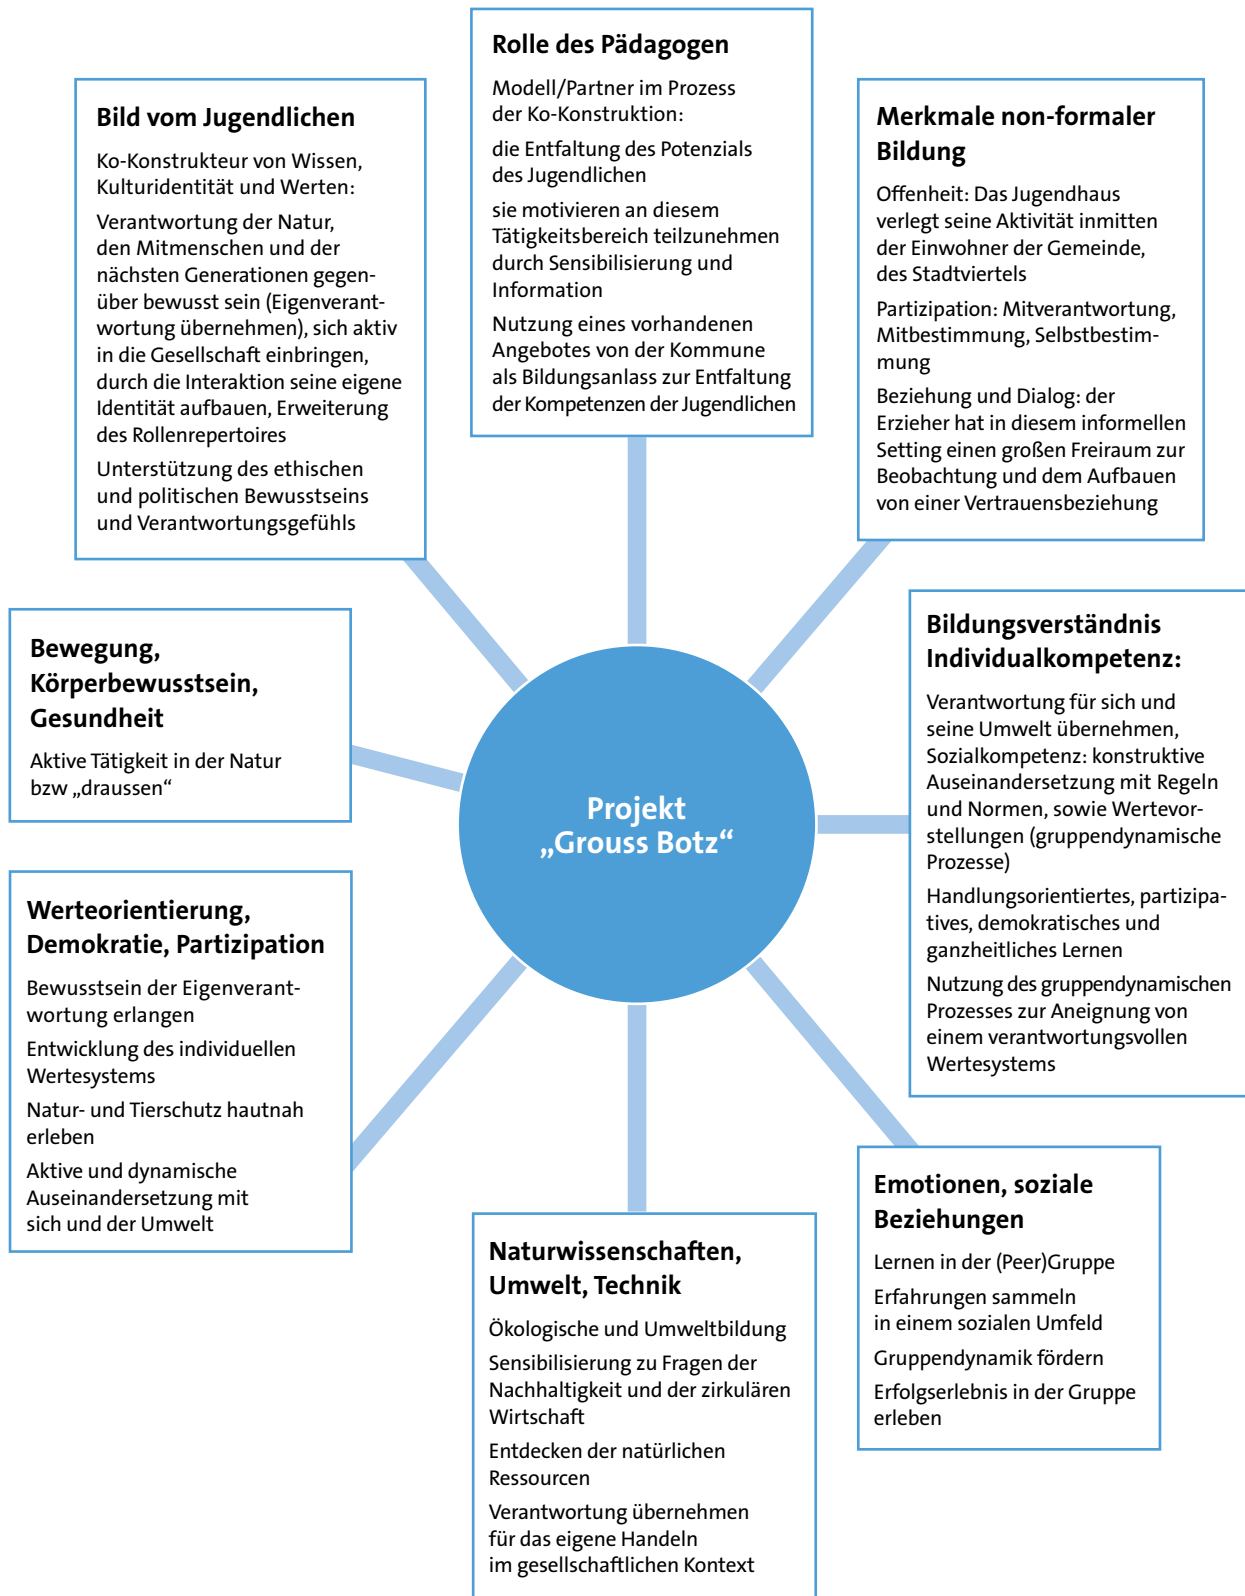 Rolle des Pädagogen
Modell/Partner im Prozess
der Ko-Konstruktion:
die Entfaltung des Potenzials
des Jugendlichen
sie motivieren an diesem
Tätigkeitsbereich teilzunehmen
durch Sensibilisierung und
Information
Nutzung eines vorhandenen
Angebotes von der Kommune
als Bildungsanlass zur Entfaltung
der Kompetenzen der Jugendlichen
Bild vom Jugendlichen
Ko-Konstrukteur von Wissen,
Kulturidentität und Werten:
Verantwortung der Natur,
den Mitmenschen und der
nächsten Generationen gegen-
über bewusst sein (Eigenverant-
wortung übernehmen), sich aktiv
in die Gesellschaft einbringen,
durch die Interaktion seine eigene
Identität aufbauen, Erweiterung
des Rollenrepertoires
Unterstützung des ethischen
und politischen Bewusstseins
und Verantwortungsgefühls
Merkmale non-formaler
Bildung
Offenheit: Das Jugendhaus
verlegt seine Aktivität inmitten
der Einwohner der Gemeinde,
des Stadtviertels
Partizipation: Mitverantwortung,
Mitbestimmung, Selbstbestim-
mung
Beziehung und Dialog: der
Erzieher hat in diesem informellen
Setting einen großen Freiraum zur
Beobachtung und dem Aufbauen
von einer Vertrauensbeziehung
Bewegung,
Körperbewusstsein,
Gesundheit
Aktive Tätigkeit in der Natur
bzw „draussen“
Projekt
„Grouss Botz“
Bildungsverständnis
Individualkompetenz:
Verantwortung für sich und
seine Umwelt übernehmen,
Sozialkompetenz: konstruktive
Auseinandersetzung mit Regeln
und Normen, sowie Wertevor-
stellungen (gruppendynamische
Prozesse)
Handlungsorientiertes, partizipa-
tives, demokratisches und
ganzheitliches Lernen
Nutzung des gruppendynamischen
Prozesses zur Aneignung von
einem verantwortungsvollen
Wertesystems
Werteorientierung,
Demokratie, Partizipation
Bewusstsein der Eigenverant-
wortung erlangen
Entwicklung des individuellen
Wertesystems
Natur- und Tierschutz hautnah
erleben
Aktive und dynamische
Auseinandersetzung mit
sich und der Umwelt
Naturwissenschaften,
Umwelt, Technik
Ökologische und Umweltbildung
Sensibilisierung zu Fragen der
Nachhaltigkeit und der zirkulären
Wirtschaft
Entdecken der natürlichen
Ressourcen
Verantwortung übernehmen
für das eigene Handeln
im gesellschaftlichen Kontext
Emotionen, soziale
Beziehungen
Lernen in der (Peer)Gruppe
Erfahrungen sammeln
in einem sozialen Umfeld
Gruppendynamik fördern
Erfolgserlebnis in der Gruppe
erleben